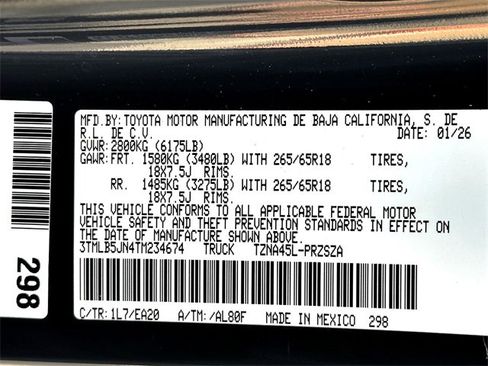 MFD.BY:TOYOTA MOTOR MANUFACTURING DE BAJA CALIFORNIA, S. DE
R.L. DE C.V. DATE: 01/26
GVWR:2800KG (6175LB)
GAWR:FRT. 1580KG (3480LB) WITH 265/65R18 TIRES,
18X7.5J RIMS.
RR. 1485KG (3275LB) WITH 265/65R18 TIRES,
18X7.5J RIMS.
THIS VEHICLE CONFORMS TO ALL APPLICABLE FEDERAL MOTOR
VEHICLE SAFETY AND THEFT PREVENTION STANDARDS IN EFFECT ON
THE DATE OF MANUFACTURE SHOWN ABOVE.
3TMLB5JN4TM234674 TRUCK TZNA45L-PRZSZA
C/TR: 1L7/EA20 A/TM: /AL80F MADE IN MEXICO 298
298